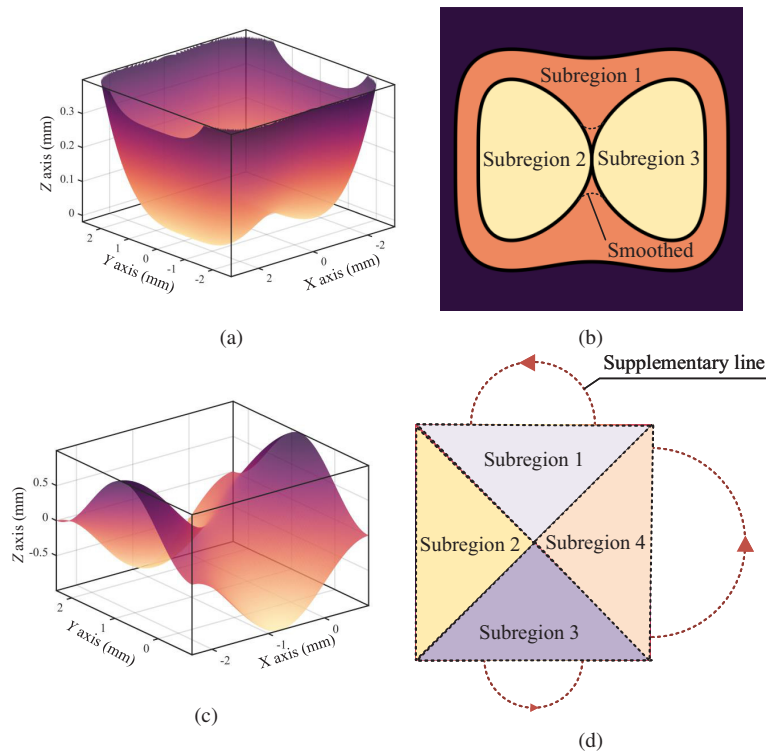 Z axis (mm)
0.3
0.2
0.1
0
2
1
0
-1
-2
Y axis (mm)
2
0
-2
X axis (mm)
(a)
Subregion 1
Subregion 2
Subregion 3
Smoothed
(b)
Z axis (mm)
0.5
0
-0.5
2
1
0
Y axis (mm)
-2
-1
0
X axis (mm)
(c)
Supplementary line
Subregion 1
Subregion 2
Subregion 4
Subregion 3
(d)